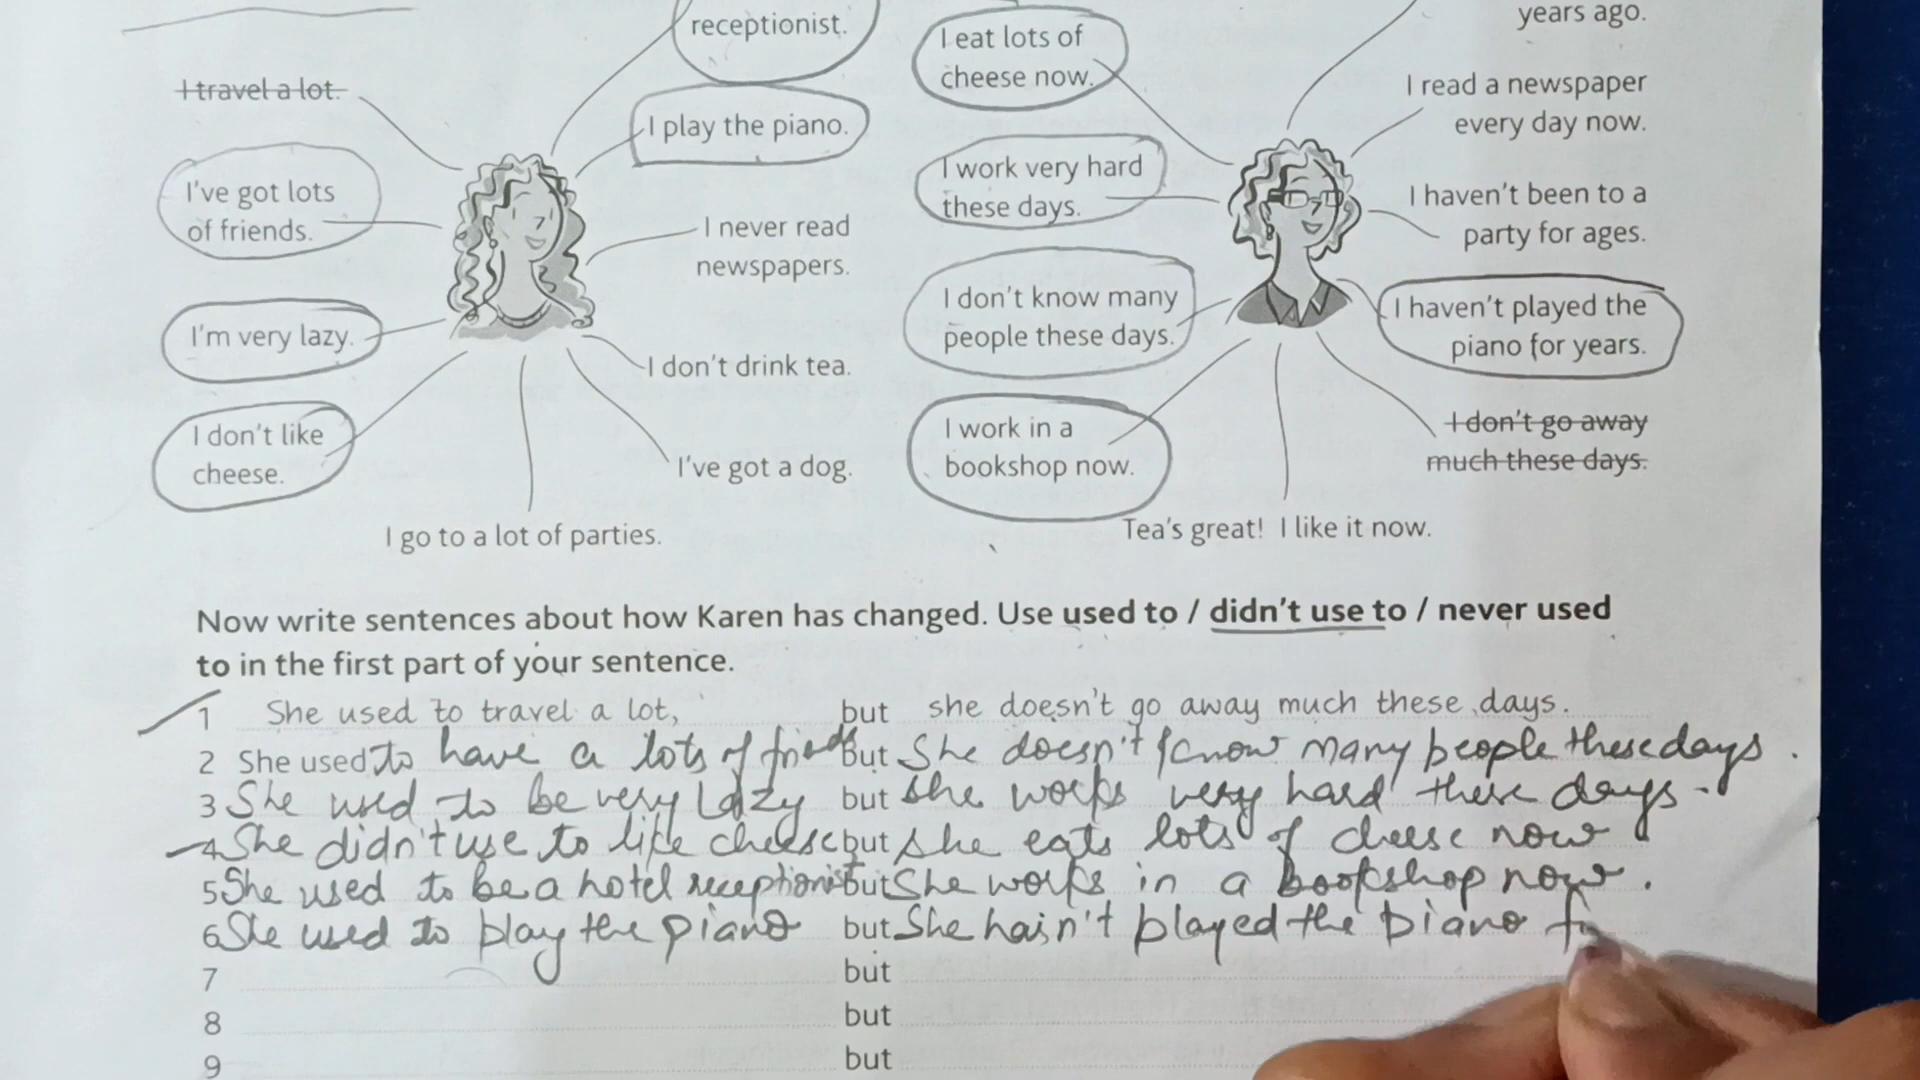 receptionist.
I eat lots of
cheese now.
years ago.
I travel a lot.
I play the piano.
I read a newspaper
every day now.
I've got lots
of friends.
I work very hard
these days.
I haven't been to a
party for ages.
I never read
newspapers.
I'm very lazy.
I don't drink tea.
I don't know many
people these days.
I haven't played the
piano for years.
I don't like
cheese.
I've got a dog.
I work in a
bookshop now.
I don't go away
much these days.
I go to a lot of parties.
Tea's great! I like it now.
Now write sentences about how Karen has changed. Use used to / didn't use to / never used
to in the first part of your sentence.
1 She used to travel a lot, but she doesn't go away much these days.
2 She used to have a lots of friends but She doesn't know many people these days.
3 She used to be very Lazy but She works very hard these days.
4 She didn't use to like cheese but She eats lots of cheese now
5 She used to be a hotel receptionist but She works in a bookshop now.
6 She used to play the piano but She hasn't played the piano f
7 but
8 but
9 but